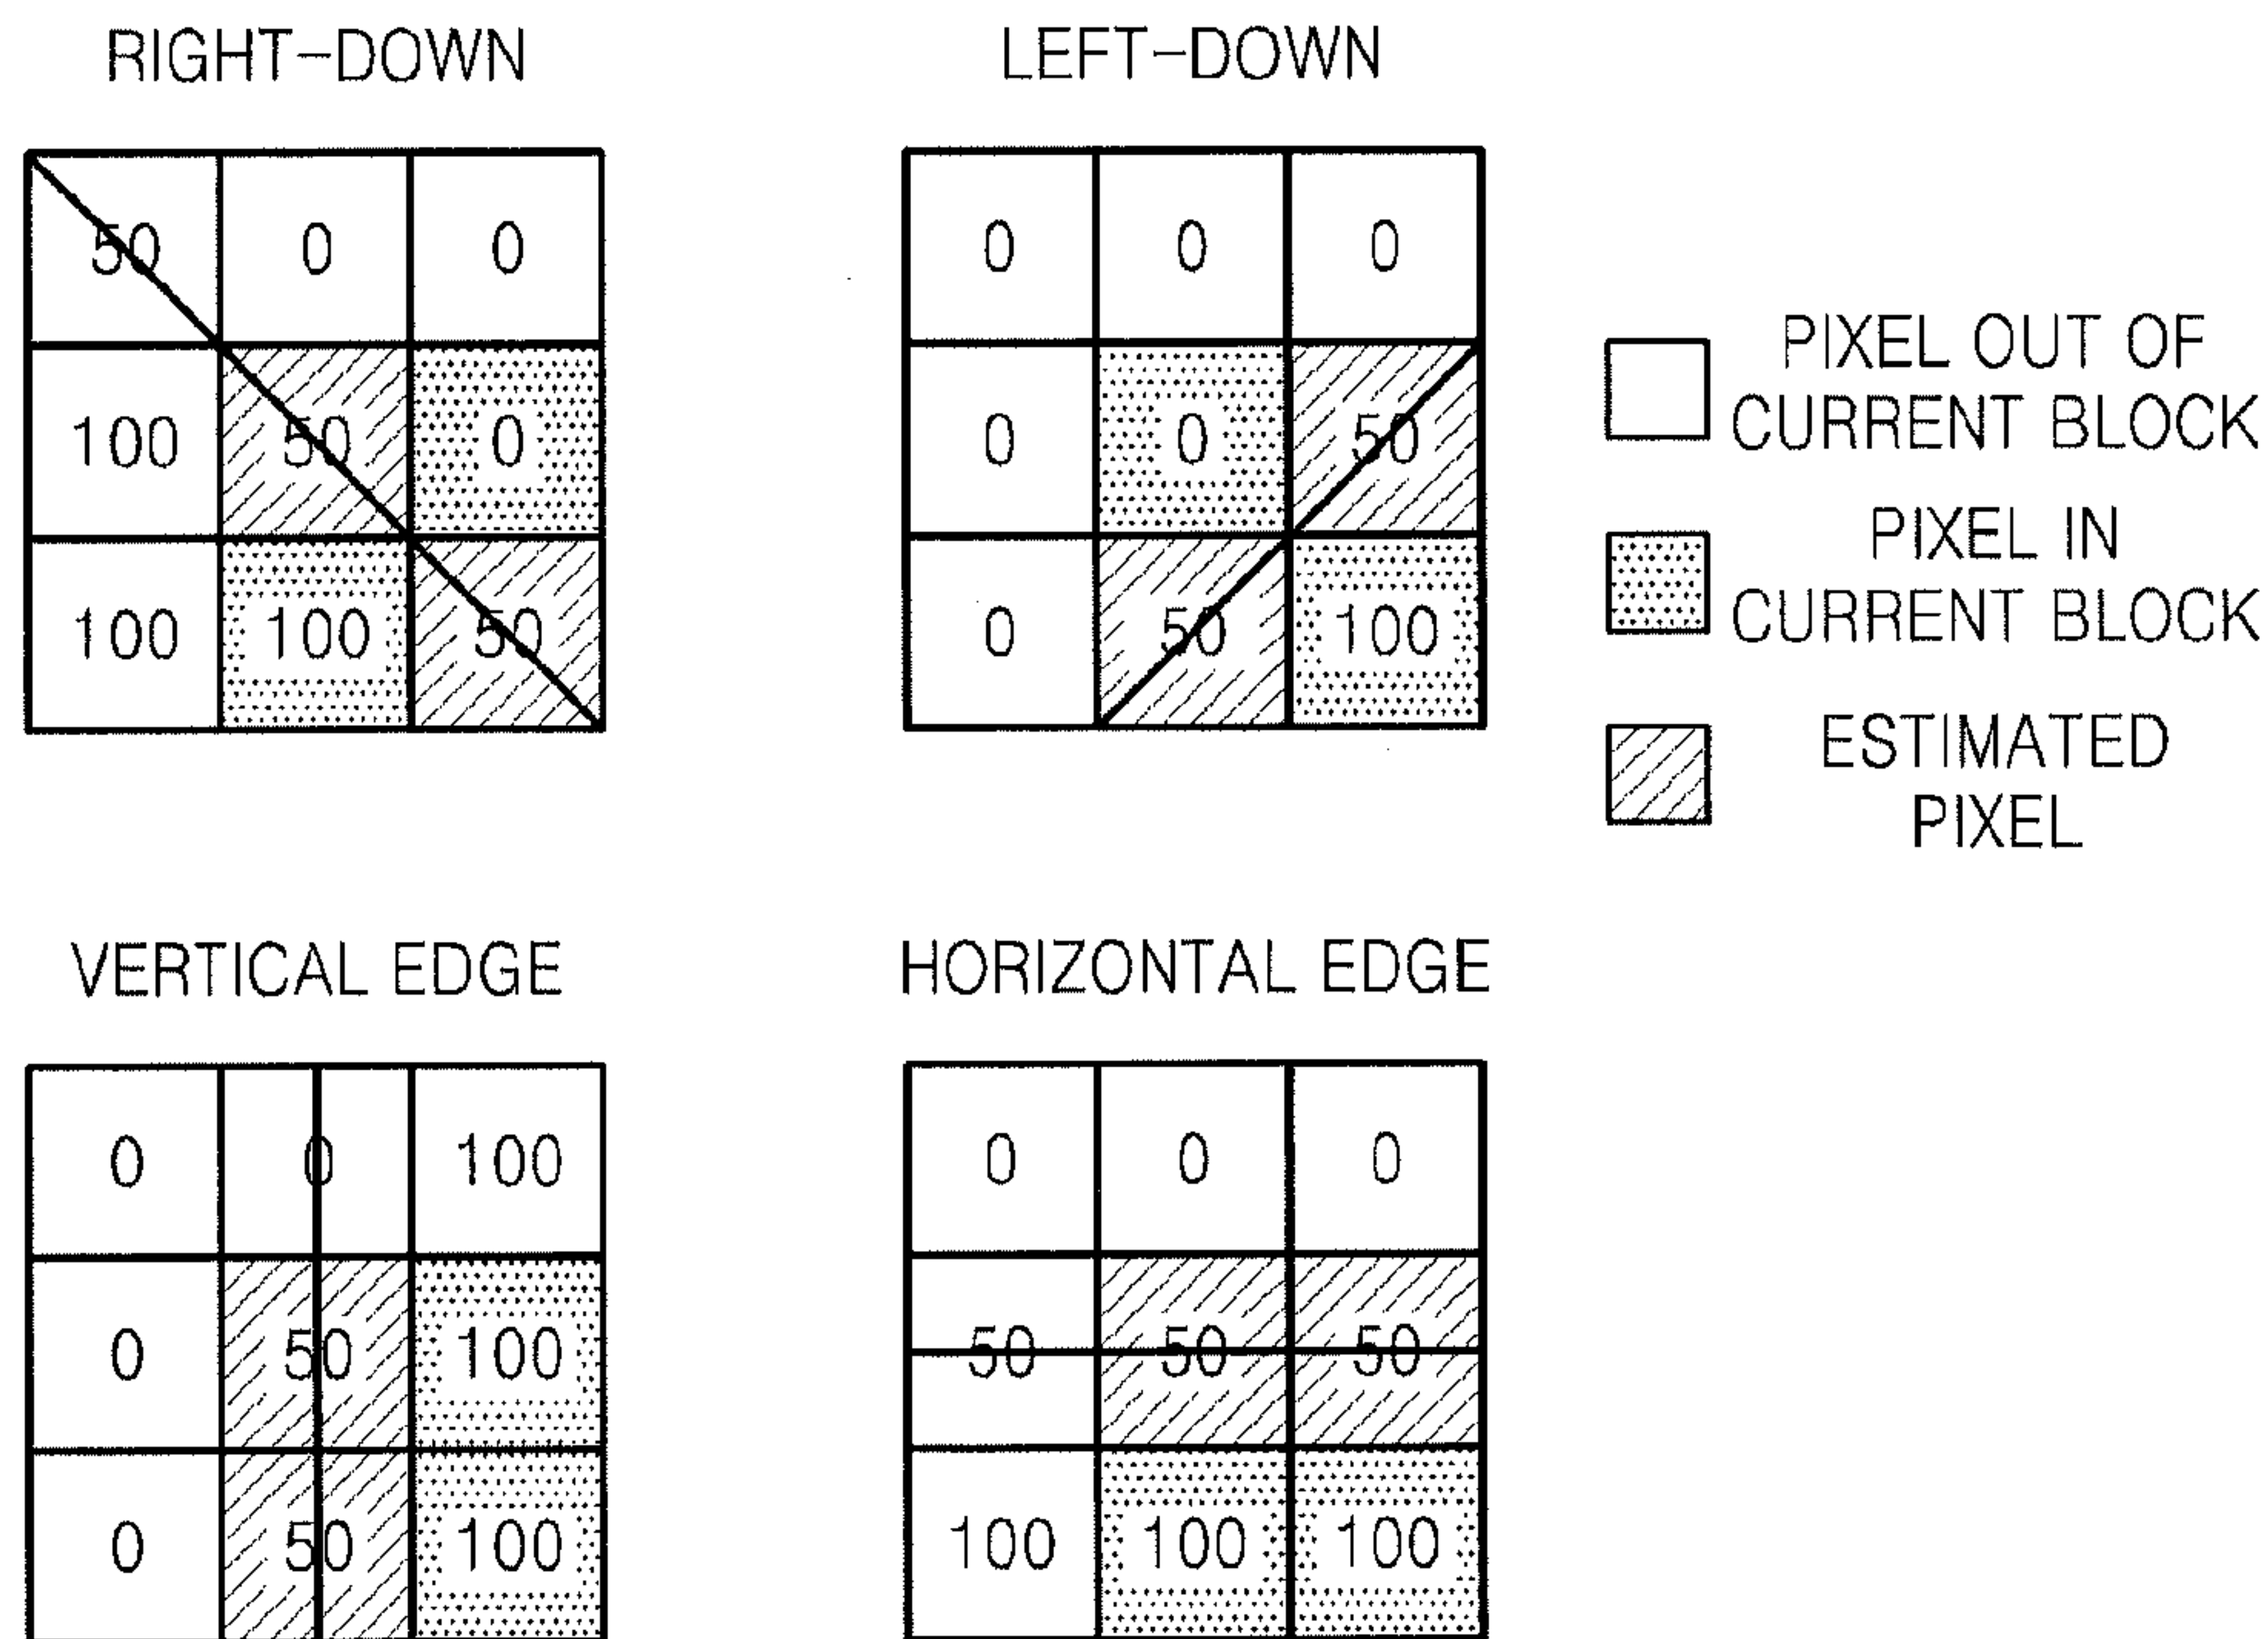 RIGHT-DOWN
50 0 0
100 50 0
100 100 50
LEFT-DOWN
0 0 0
0 0 50
0 50 100
PIXEL OUT OF
CURRENT BLOCK
PIXEL IN
CURRENT BLOCK
ESTIMATED
PIXEL
VERTICAL EDGE
0 0 100
0 50 100
0 50 100
HORIZONTAL EDGE
0 0 0
50 50 50
100 100 100